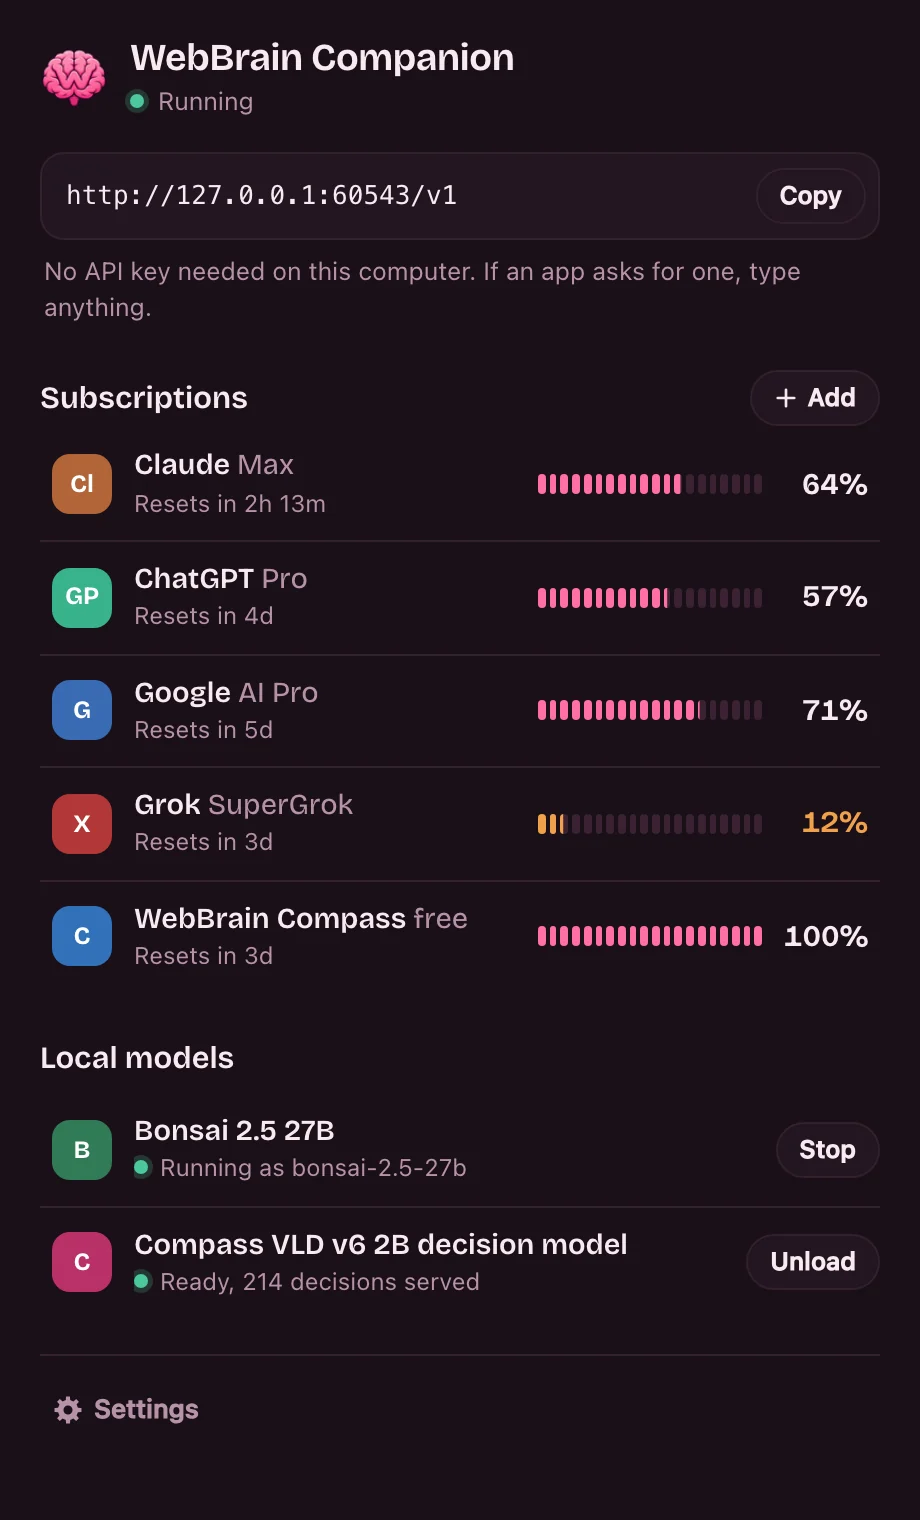 WebBrain Companion
Running
http://127.0.0.1:60543/v1
Copy
No API key needed on this computer. If an app asks for one, type
anything.
Subscriptions
+ Add
Cl
Claude Max
Resets in 2h 13m
64%
GP
ChatGPT Pro
Resets in 4d
57%
G
Google AI Pro
Resets in 5d
71%
X
Grok SuperGrok
Resets in 3d
12%
C
WebBrain Compass free
Resets in 3d
100%
Local models
B
Bonsai 2.5 27B
Running as bonsai-2.5-27b
Stop
C
Compass VLD v6 2B decision model
Ready, 214 decisions served
Unload
Settings